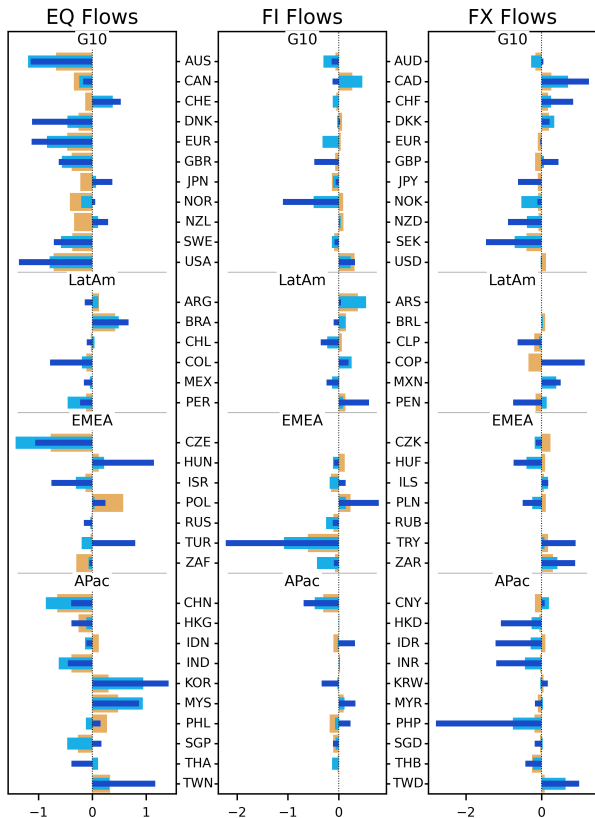 EQ Flows FI Flows FX Flows
G10 G10 G10
AUS AUD
CAN CAD
CHE CHF
DNK DKK
EUR EUR
GBR GBP
JPN JPY
NOR NOK
NZL NZD
SWE SEK
USA USD
LatAm LatAm LatAm
ARG ARS
BRA BRL
CHL CLP
COL COP
MEX MXN
PER PEN
EMEA EMEA EMEA
CZE CZK
HUN HUF
ISR ILS
POL PLN
RUS RUB
TUR TRY
ZAF ZAR
APac APac APac
CHN CNY
HKG HKD
IDN IDR
IND INR
KOR KRW
MYS MYR
PHL PHP
SGP SGD
THA THB
TWN TWD
−1 0 1 −2 −1 0 −2 0